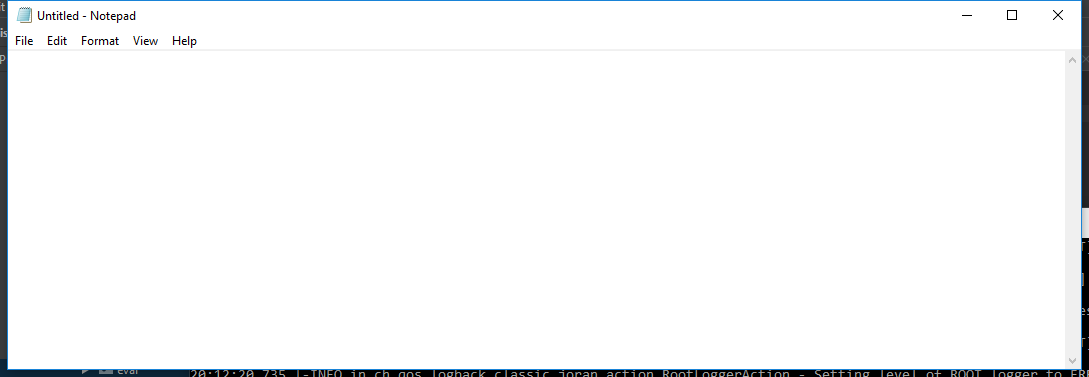 Untitled - Notepad
File Edit Format View Help
eval
20:12:20,735 |-INFO in ch.qos.logback.classic.joran.action.RootLoggerAction - Setting level of ROOT logger to